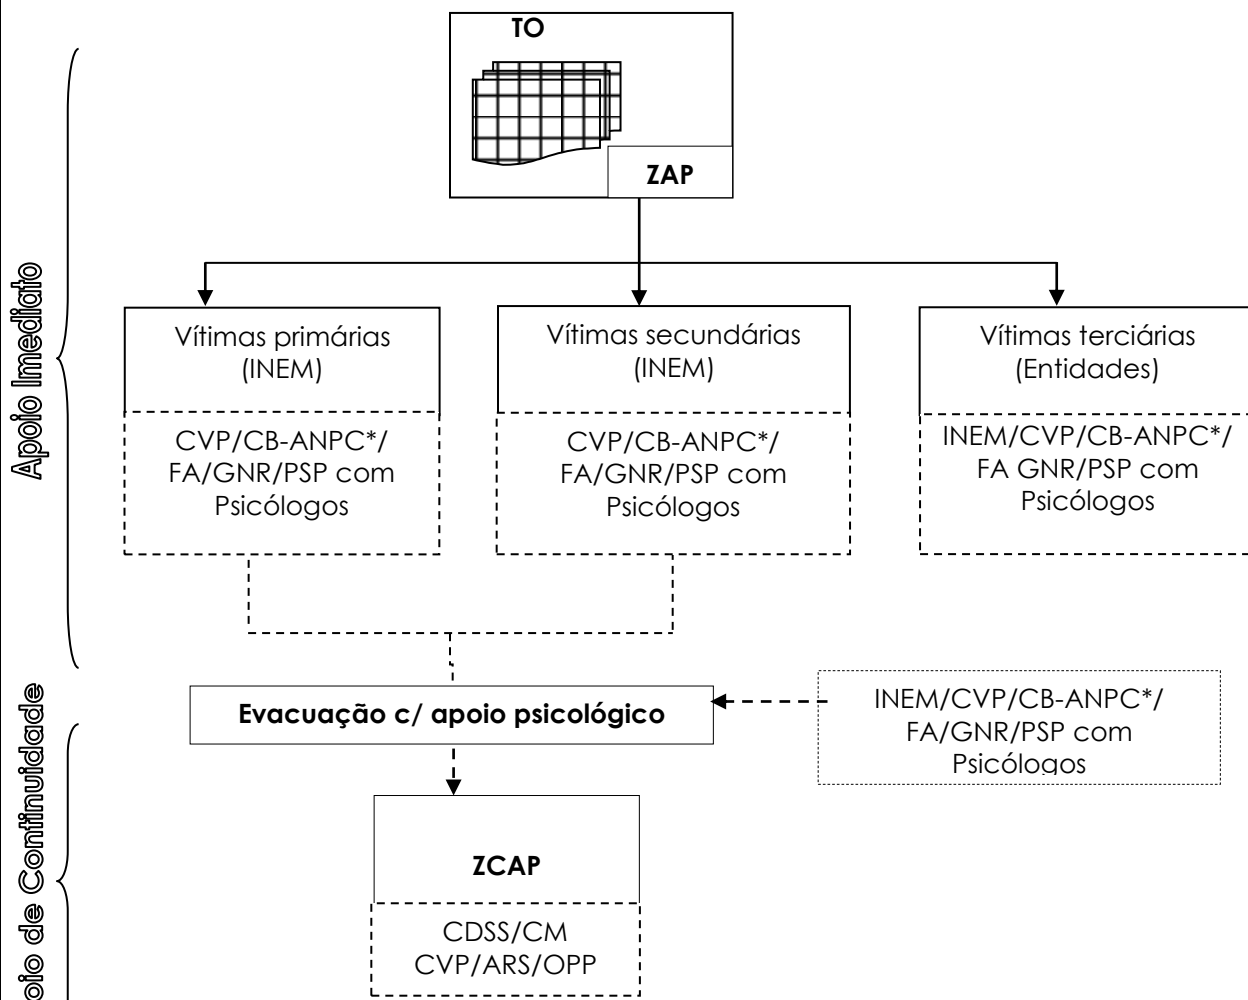 TO
ZAP
Apoio Imediato
Vítimas primárias
(INEM)
CVP/CB-ANPC*/
FA/GNR/PSP com
Psicólogos
Vítimas secundárias
(INEM)
CVP/CB-ANPC*/
FA/GNR/PSP com
Psicólogos
Vítimas terciárias
(Entidades)
INEM/CVP/CB-ANPC*/
FA GNR/PSP com
Psicólogos
Evacuação c/ apoio psicológico
INEM/CVP/CB-ANPC*/
FA/GNR/PSP com
Psicólogos
de Continuidade
ZCAP
CDSS/CM
CVP/ARS/OPP